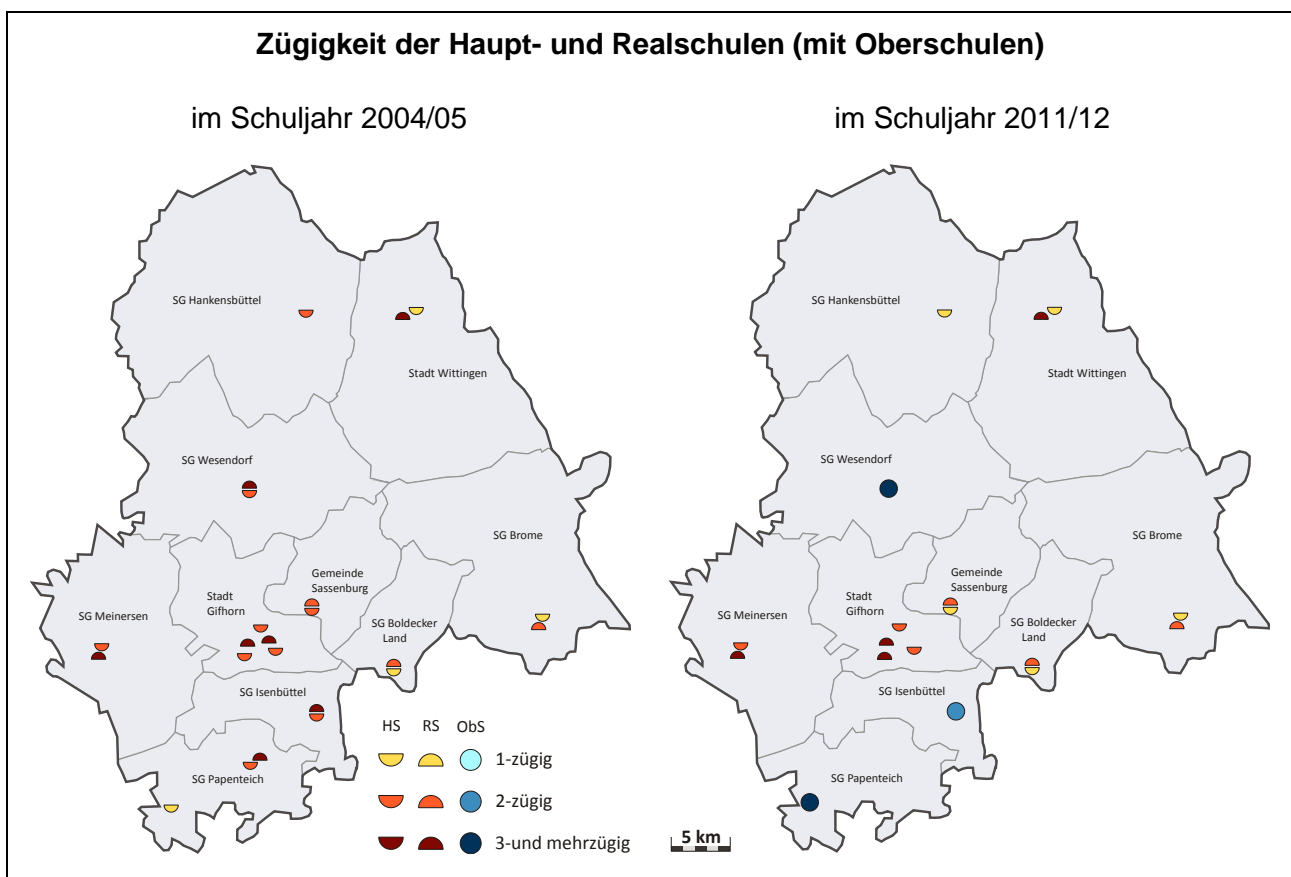 Zügigkeit der Haupt- und Realschulen (mit Oberschulen)
im Schuljahr 2004/05
im Schuljahr 2011/12
SG Hankensbüttel
Stadt Wittingen
SG Wesendorf
SG Brome
Gemeinde
Sassenburg
Stadt
Gifhorn
SG Meinersen
SG Boldecker
Land
SG Isenbüttel
SG Papenteich
SG Hankensbüttel
Stadt Wittingen
SG Wesendorf
SG Brome
Gemeinde
Sassenburg
Stadt
Gifhorn
SG Meinersen
SG Boldecker
Land
SG Isenbüttel
SG Papenteich
HS RS ObS
1-zügig
2-zügig
3-und mehrzügig
5 km